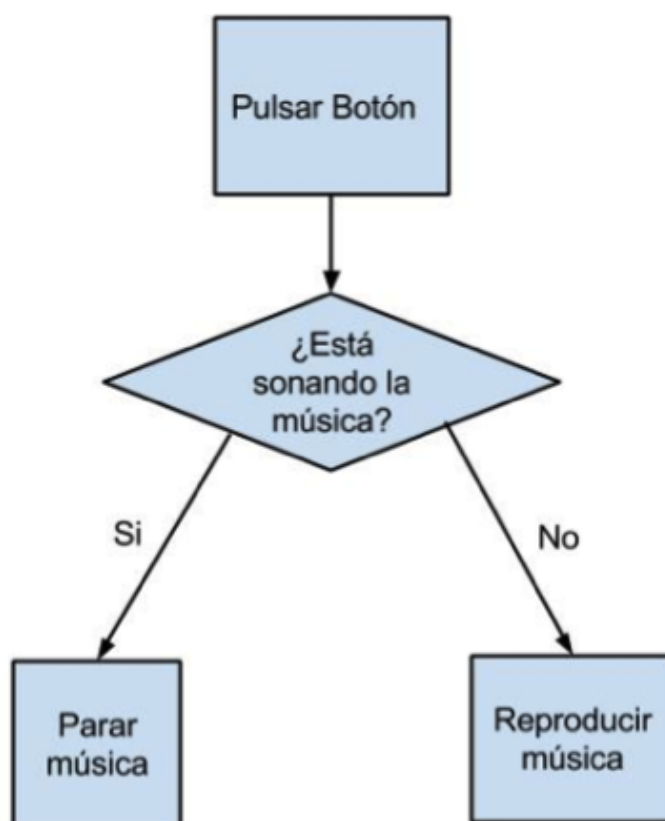 Pulsar Botón
¿Está
sonando la
música?
Si
No
Parar
música
Reproducir
música